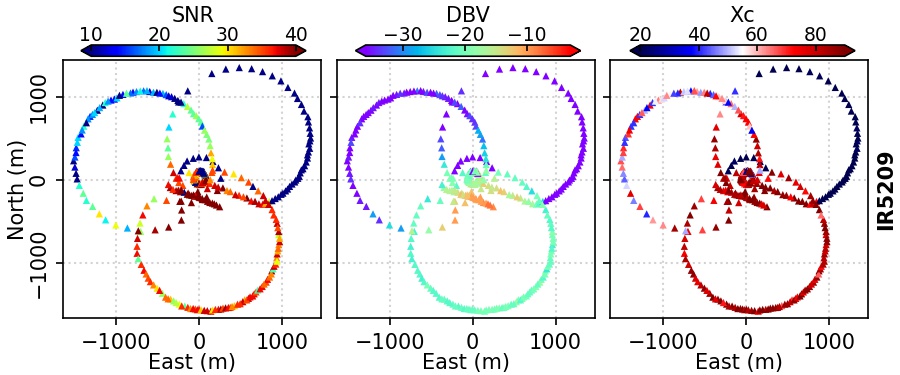 SNR DBV Xc
10 20 30 40 −30 −20 −10 20 40 60 80
North (m)
1000
0
−1000
−1000 0 1000 −1000 0 1000 −1000 0 1000
East (m) East (m) East (m)
IR5209